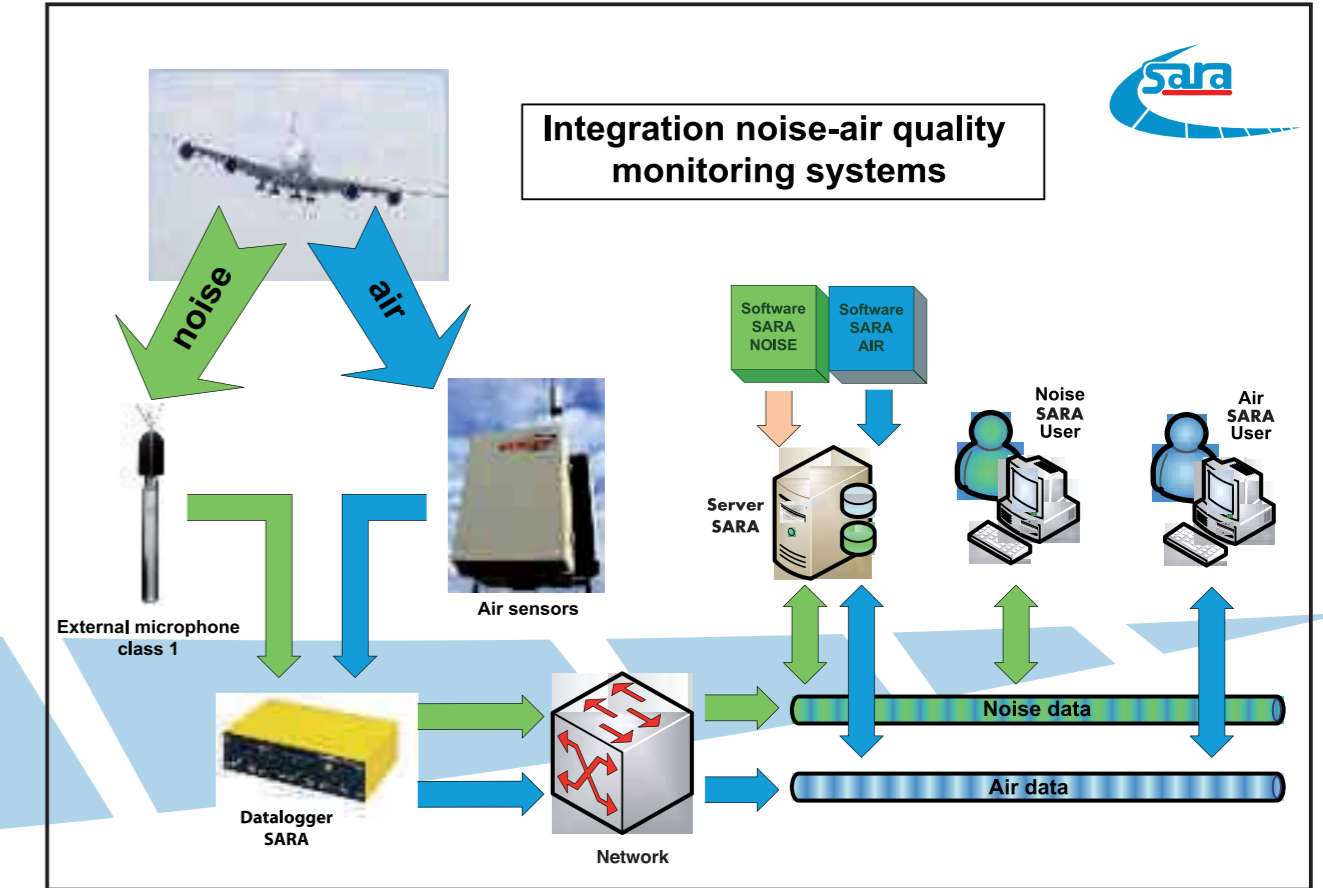 sara
Integration noise-air quality
monitoring systems
noise
air
Software
SARA
NOISE
Software
SARA
AIR
Noise
SARA
User
Air
SARA
User
Server
SARA
Air sensors
External microphone
class 1
Noise data
Air data
Datalogger
SARA
Network